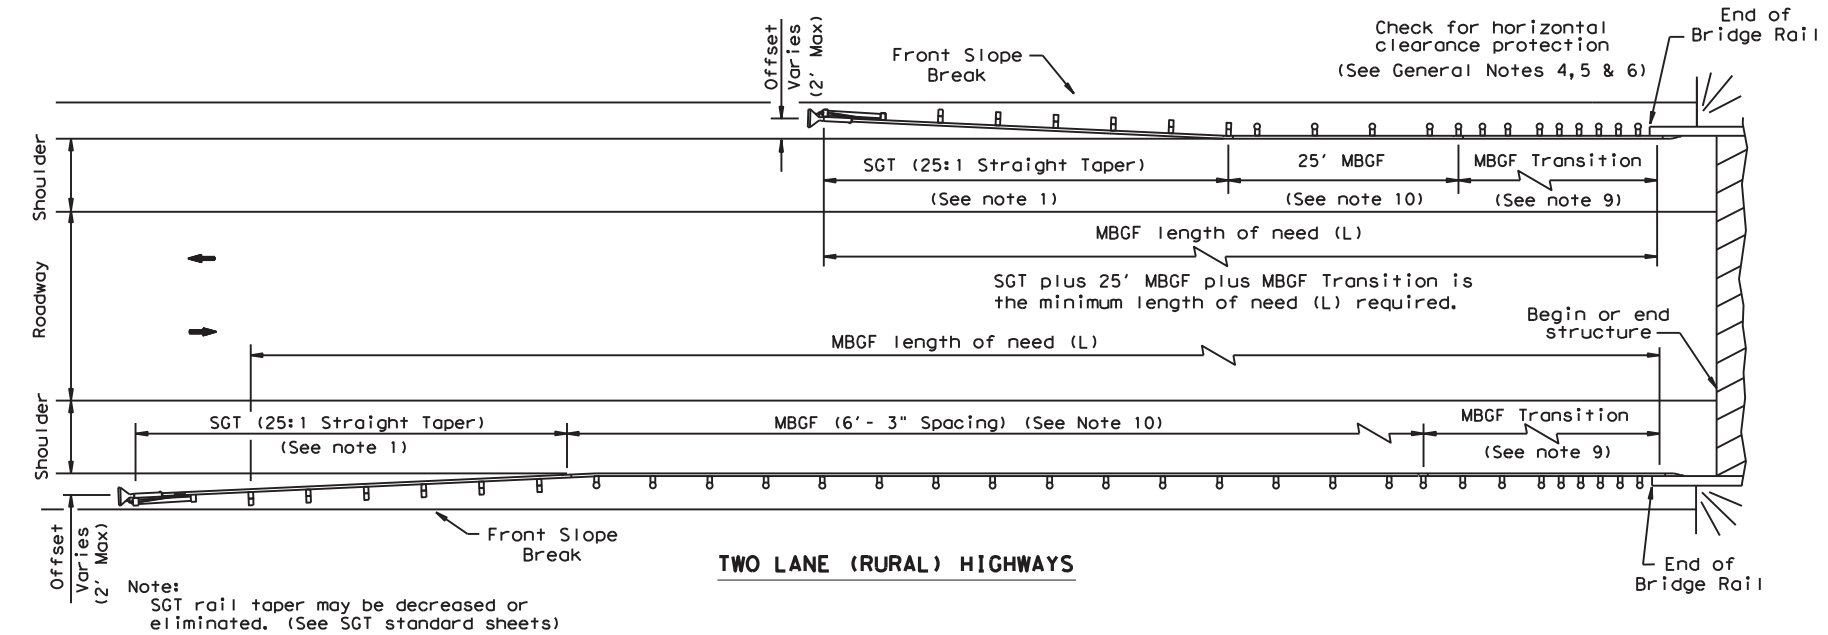 Offset
Varies
(2' Max)
Front Slope
Break
Check for horizontal
clearance protection
(See General Notes 4,5 & 6)
End of
Bridge Rail
Shoulder
SGT (25:1 Straight Taper)
(See note 1)
25' MBGF
(See note 10)
MBGF Transition
(See note 9)
MBGF length of need (L)
SGT plus 25' MBGF plus MBGF Transition is
the minimum length of need (L) required.
Roadway
Begin or end
structure
MBGF length of need (L)
Shoulder
SGT (25:1 Straight Taper)
(See note 1)
MBGF (6'- 3" Spacing) (See Note 10)
MBGF Transition
(See note 9)
Offset
Varies
(2' Max)
Front Slope
Break
TWO LANE (RURAL) HIGHWAYS
End of
Bridge Rail
Note:
SGT rail taper may be decreased or
eliminated. (See SGT standard sheets)